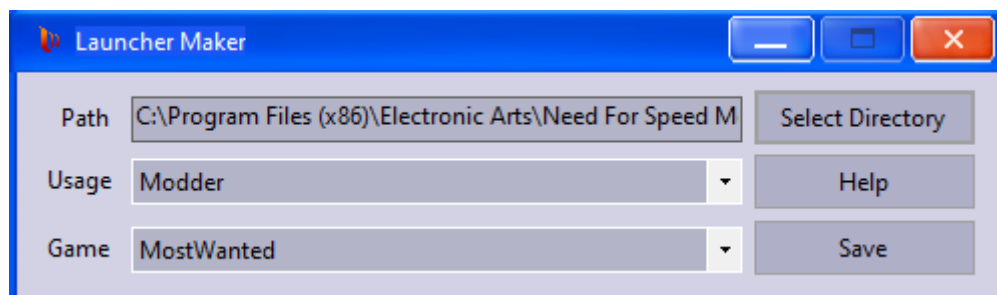 Launcher Maker
Path C:\Program Files (x86)\Electronic Arts\Need For Speed M Select Directory
Usage Modder Help
Game MostWanted Save